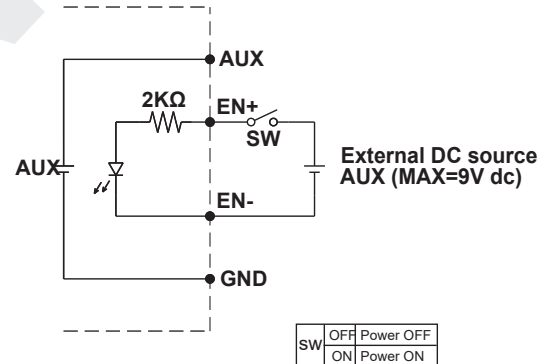 AUX
2KΩ
EN+
SW
AUX
External DC source
AUX (MAX=9V dc)
EN-
GND
SW OFF Power OFF
ON Power ON